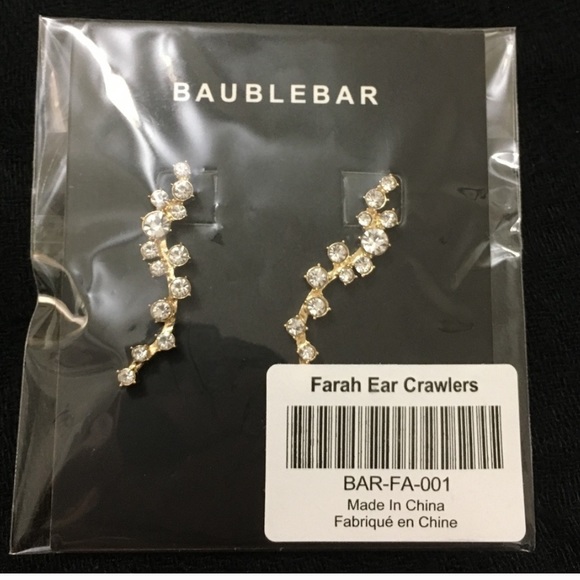 BAUBLEBAR
Farah Ear Crawlers
BAR-FA-001
Made In China
Fabriqué en Chine